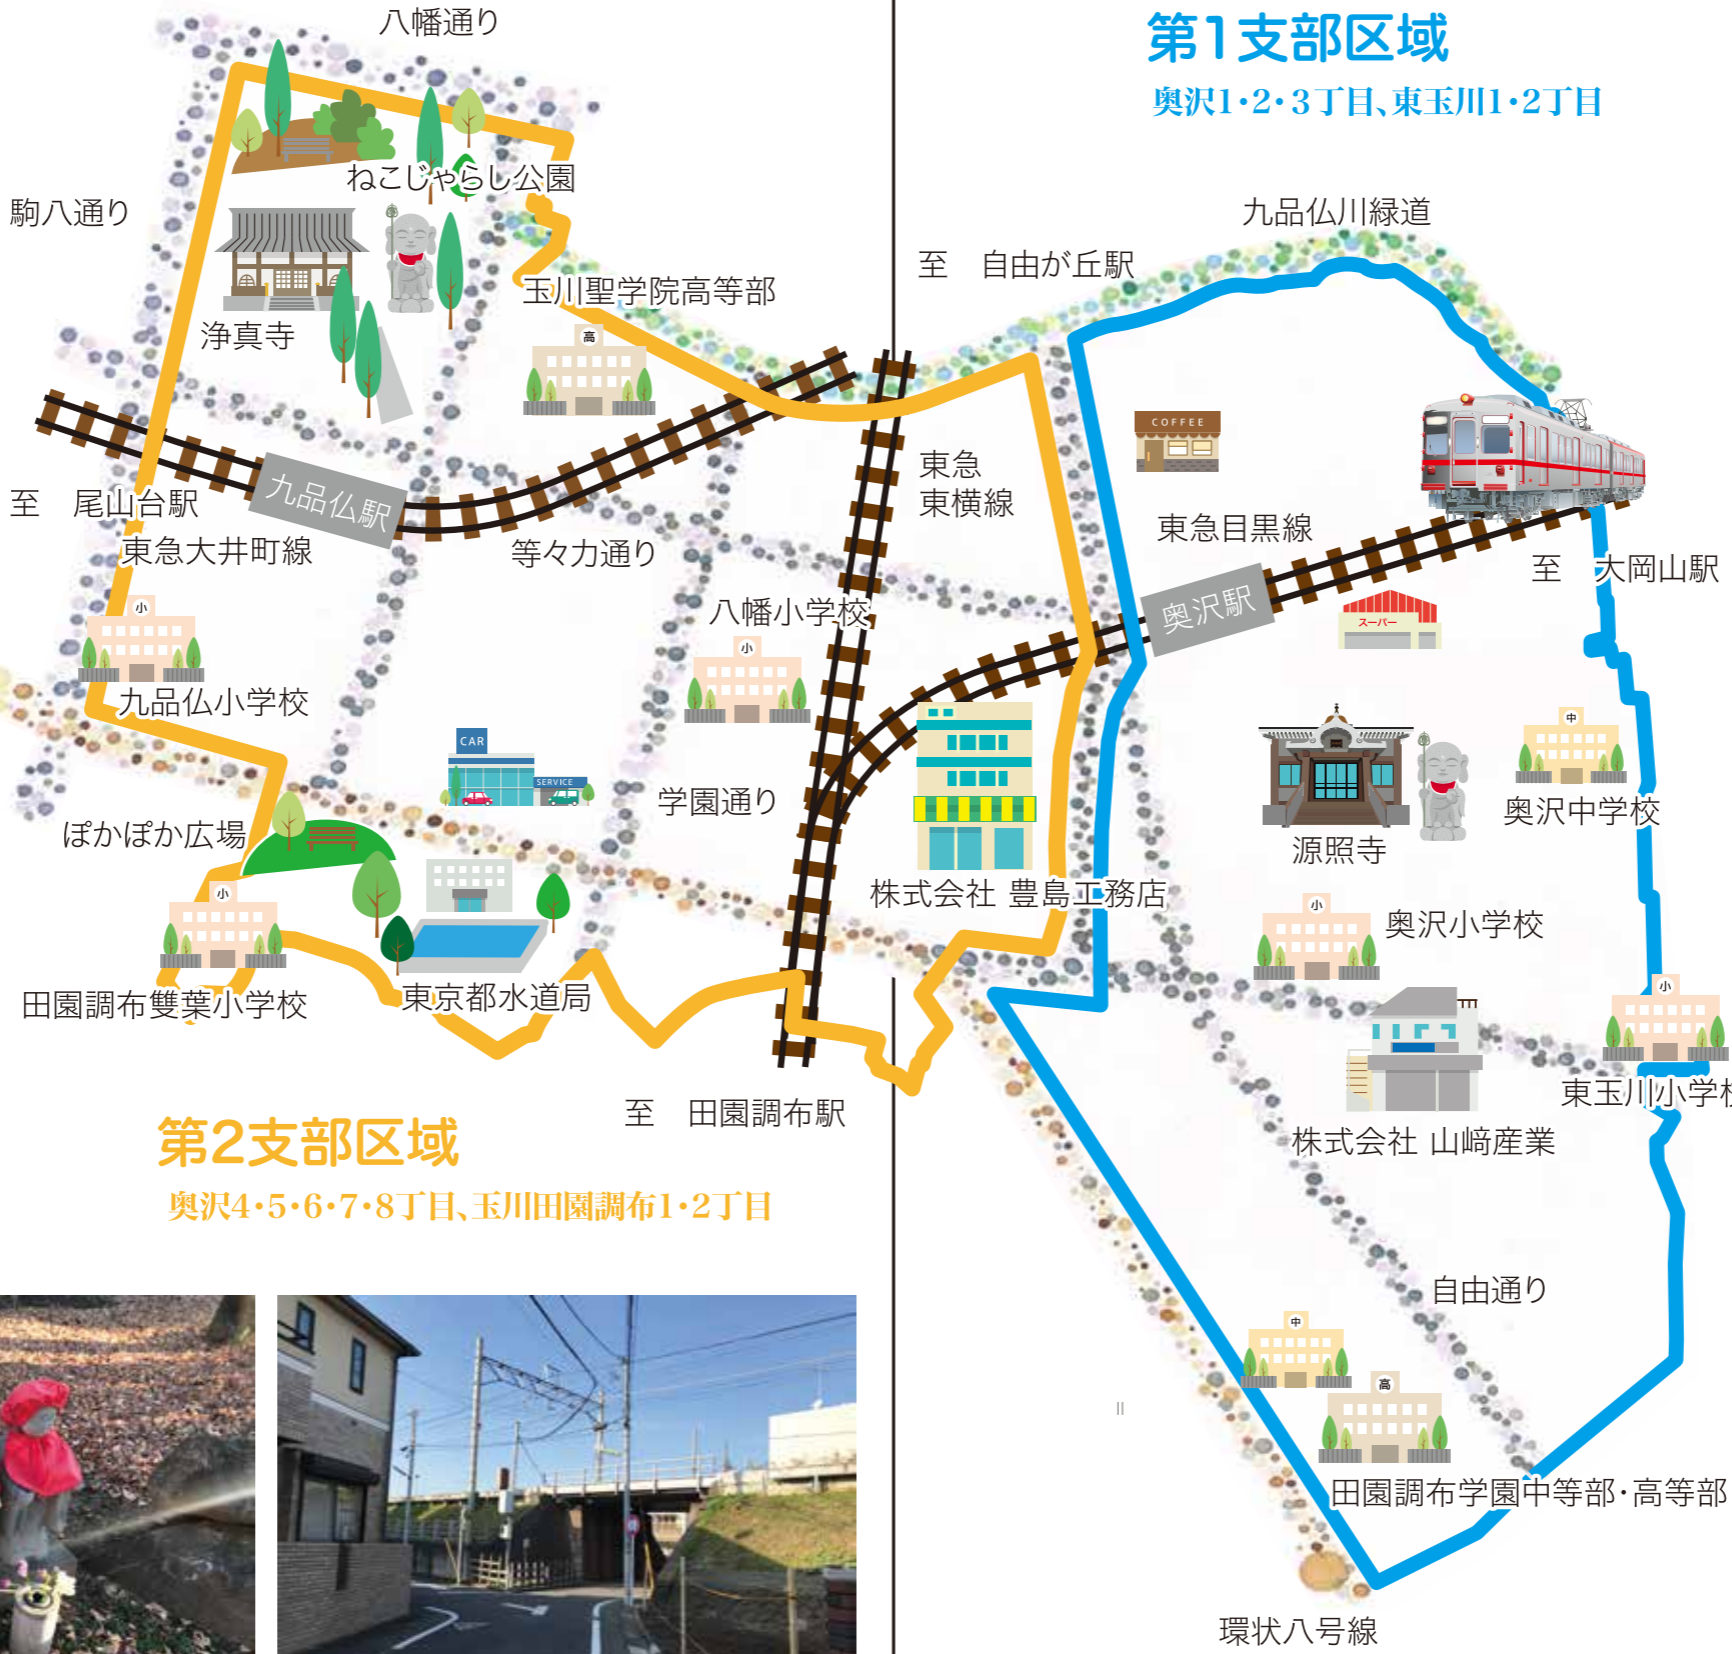 八幡通り
第1支部区域
奥沢1・2・3丁目、東玉川1・2丁目
ねこじゃらし公園
駒八通り
九品仏川緑道
至 自由が丘駅
玉川聖学院高等部
浄真寺
高
COFFEE
東急
東横線
九品仏駅
至 尾山台駅
東急大井町線
等々力通り
東急目黒線
至 大岡山駅
奥沢駅
スーパー
小
八幡小学校
小
九品仏小学校
CAR
SERVICE
学園通り
中
奥沢中学校
ぽかぽか広場
源照寺
小
株式会社 豊島工務店
小
奥沢小学校
田園調布雙葉小学校
東京都水道局
小
東玉川小学校
至 田園調布駅
株式会社 山﨑産業
第2支部区域
奥沢4・5・6・7・8丁目、玉川田園調布1・2丁目
自由通り
中
高
田園調布学園中等部・高等部
環状八号線